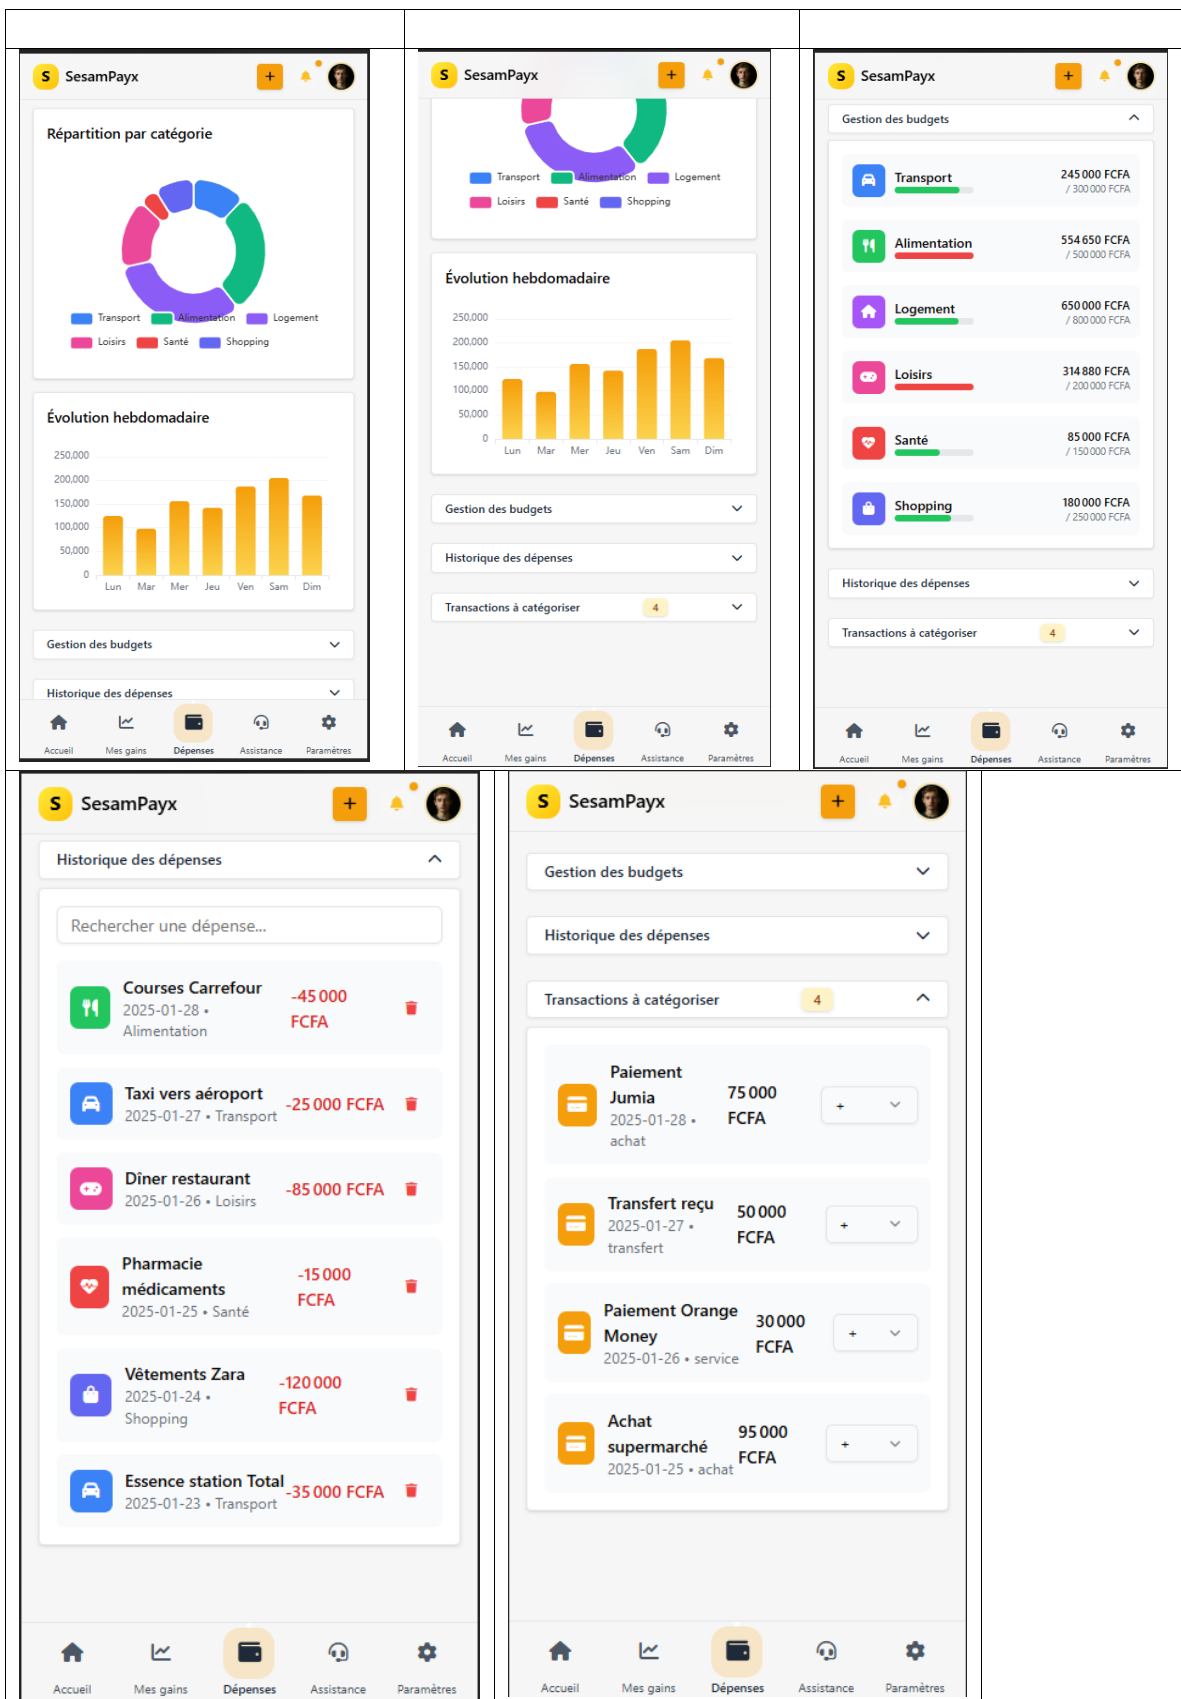 S SesamPayx +
Répartition par catégorie
Transport Alimentation Logement
Loisirs Santé Shopping
Évolution hebdomadaire
250,000
200,000
150,000
100,000
50,000
0
Lun Mar Mer Jeu Ven Sam Dim
Gestion des budgets
Historique des dépenses
Accueil Mes gains Dépenses Assistance Paramètres
S SesamPayx +
Transport Alimentation Logement
Loisirs Santé Shopping
Évolution hebdomadaire
250,000
200,000
150,000
100,000
50,000
0
Lun Mar Mer Jeu Ven Sam Dim
Gestion des budgets
Historique des dépenses
Transactions à catégoriser 4
Accueil Mes gains Dépenses Assistance Paramètres
S SesamPayx +
Gestion des budgets
Transport 245 000 FCFA
/ 300 000 FCFA
Alimentation 554 650 FCFA
/ 500 000 FCFA
Logement 650 000 FCFA
/ 800 000 FCFA
Loisirs 314 880 FCFA
/ 200 000 FCFA
Santé 85 000 FCFA
/ 150 000 FCFA
Shopping 180 000 FCFA
/ 250 000 FCFA
Historique des dépenses
Transactions à catégoriser 4
Accueil Mes gains Dépenses Assistance Paramètres
S SesamPayx +
Historique des dépenses
Rechercher une dépense...
Courses Carrefour -45 000
2025-01-28 • FCFA
Alimentation
Taxi vers aéroport -25 000 FCFA
2025-01-27 • Transport
Dîner restaurant -85 000 FCFA
2025-01-26 • Loisirs
Pharmacie -15 000
médicaments FCFA
2025-01-25 • Santé
Vêtements Zara -120 000
2025-01-24 • FCFA
Shopping
Essence station Total -35 000 FCFA
2025-01-23 • Transport
Accueil Mes gains Dépenses Assistance Paramètres
S SesamPayx +
Gestion des budgets
Historique des dépenses
Transactions à catégoriser 4
Paiement 75 000 +
Jumia FCFA
2025-01-28 •
achat
Transfert reçu 50 000 +
2025-01-27 • FCFA
transfert
Paiement Orange 30 000 +
Money FCFA
2025-01-26 • service
Achat 95 000 +
supermarché FCFA
2025-01-25 • achat
Accueil Mes gains Dépenses Assistance Paramètres